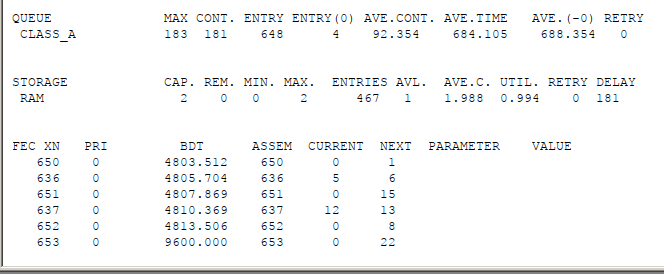 QUEUE MAX CONT. ENTRY ENTRY(0) AVE.CONT. AVE.TIME AVE.(-0) RETRY
CLASS_A 183 181 648 4 92.354 684.105 688.354 0
STORAGE CAP. REM. MIN. MAX. ENTRIES AVL. AVE.C. UTIL. RETRY DELAY
RAM 2 0 0 2 467 1 1.988 0.994 0 181
FEC XN PRI BDT ASSEM CURRENT NEXT PARAMETER VALUE
650 0 4803.512 650 0 1
636 0 4805.704 636 5 6
651 0 4807.869 651 0 15
637 0 4810.369 637 12 13
652 0 4813.506 652 0 8
653 0 9600.000 653 0 22